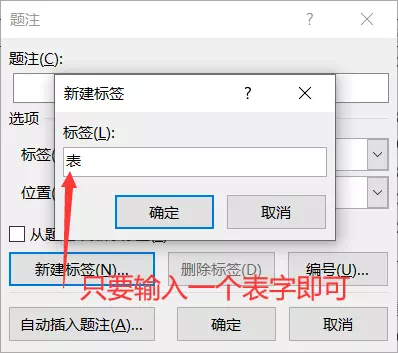 题注
?
题注(C):
新建标签
?
选项
标签(L):
标签
表
位置
确定
取消
从题
新建标签(N)...
删除标签(D)
编号(U)...
只要输入一个表字即可
自动插入题注(A)...
确定
取消